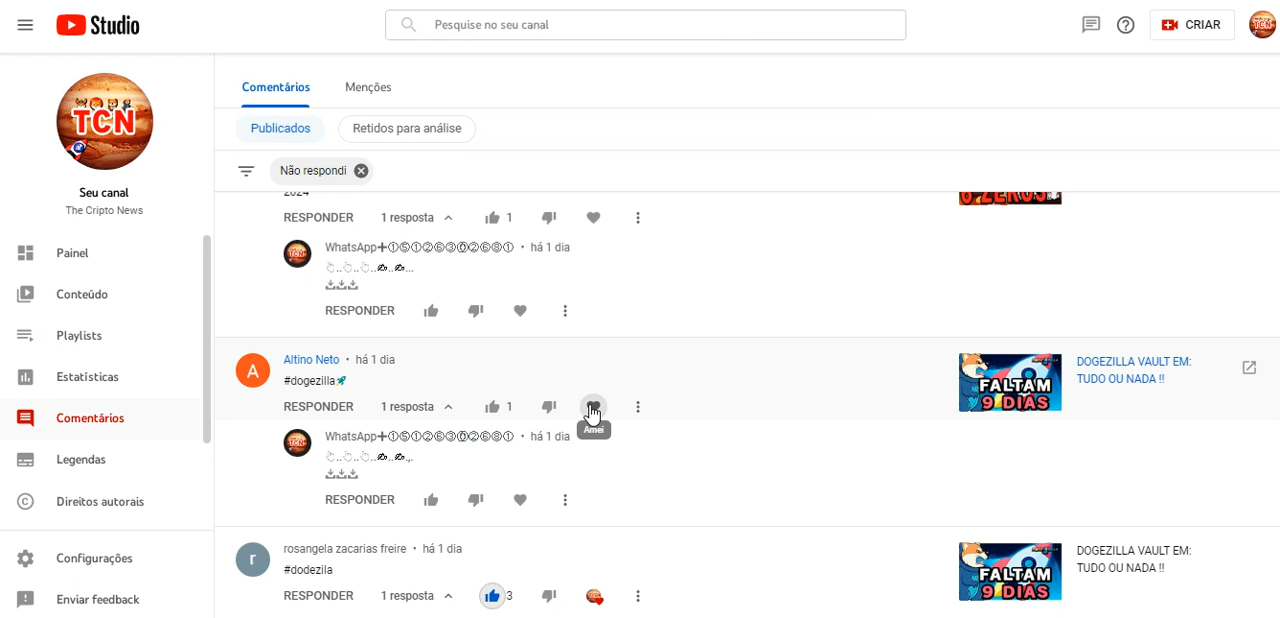 Studio
Pesquise no seu canal
CRIAR
TCN
Seu canal
The Cripto News
Painel
Conteúdo
Playlists
Estatísticas
Comentários
Legendas
Direitos autorais
Configurações
Enviar feedback
Comentários Menções
Publicados Retidos para análise
Não respondi
2024
RESPONDER 1 resposta 1
6 ZEROS
WhatsApp+①⑤①②⑥③⓪②⑥⑧① • há 1 dia
👆🏻..👆🏻..👆🏻..✍..✍...
📥📥📥
RESPONDER
A
Altino Neto • há 1 dia
#dogezilla🚀
RESPONDER 1 resposta 1
Amei
FALTAM
9 DIAS
DOGEZILLA VAULT EM:
TUDO OU NADA !!
WhatsApp+①⑤①②⑥③⓪②⑥⑧① • há 1 dia
👆🏻..👆🏻..👆🏻..✍..✍.,.
📥📥📥
RESPONDER
r
rosangela zacarias freire • há 1 dia
#dodezila
RESPONDER 1 resposta 3
FALTAM
9 DIAS
DOGEZILLA VAULT EM:
TUDO OU NADA !!